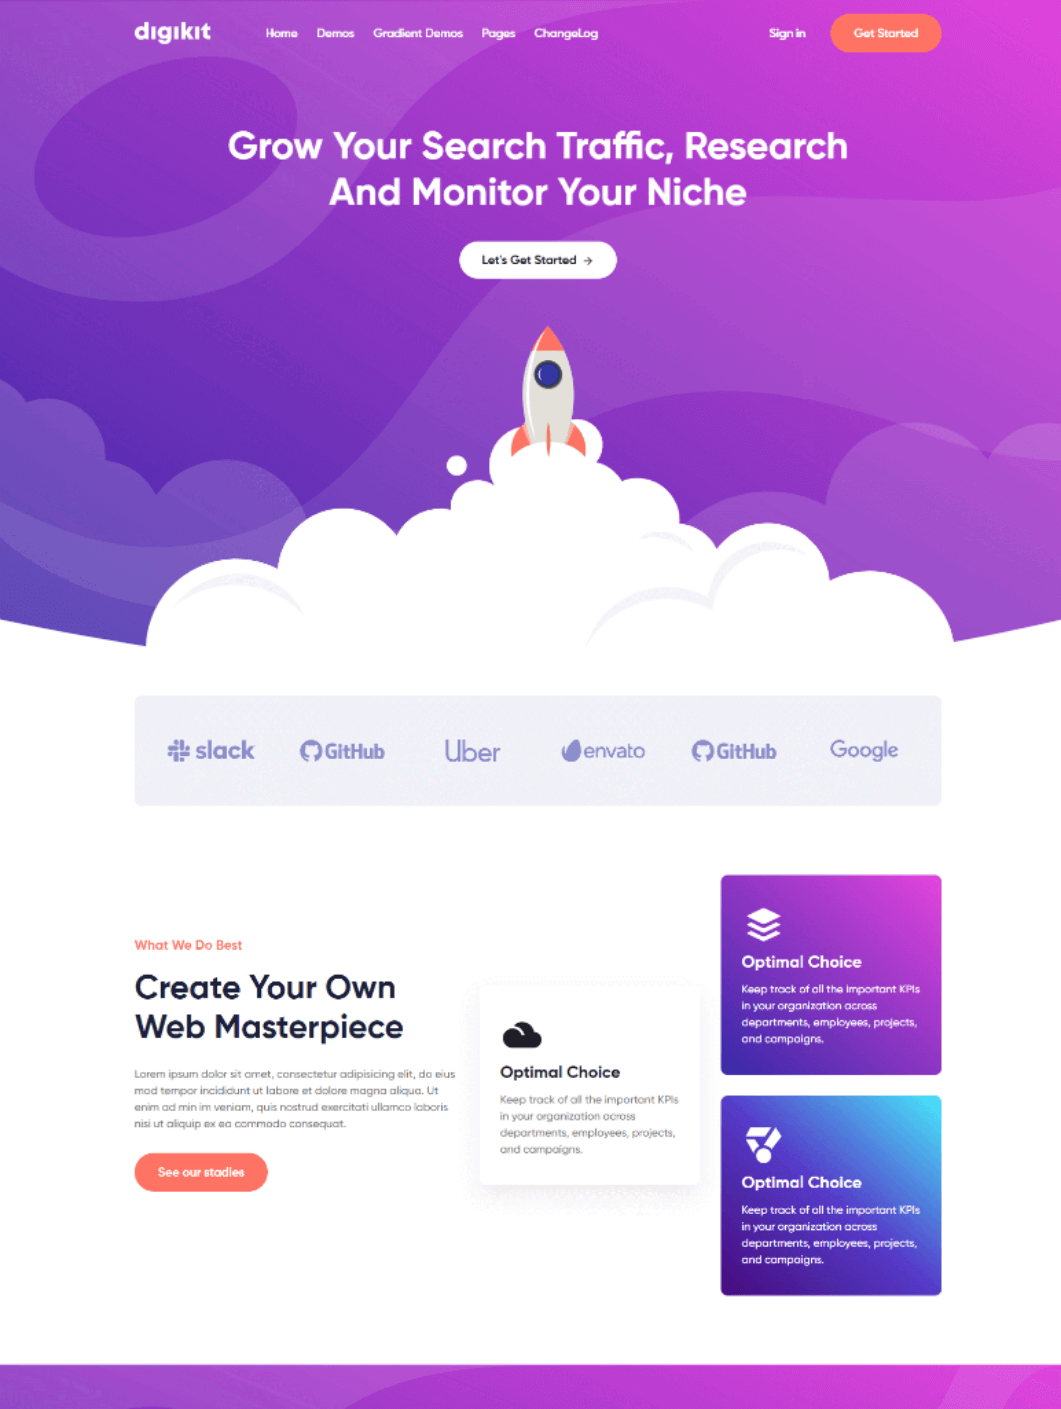 digikit
Home Demos Gradient Demos Pages ChangeLog Sign in Get Started
Grow Your Search Traffic, Research
And Monitor Your Niche
Let's Get Started →
slack GitHub Uber envato GitHub Google
What We Do Best
Create Your Own
Web Masterpiece
Lorem ipsum dolor sit amet, consectetur adipisicing elit, do eius
mod tempor incididunt ut labore et dolore magna aliqua. Ut
enim ad min im veniam, quis nostrud exercitati ullamco laboris
nisi ut aliquip ex ea commodo consequat.
See our stadies
Optimal Choice
Keep track of all the important KPIs
in your organization across
departments, employees, projects,
and campaigns.
Optimal Choice
Keep track of all the important KPIs
in your organization across
departments, employees, projects,
and campaigns.
Optimal Choice
Keep track of all the important KPIs
in your organization across
departments, employees, projects,
and campaigns.